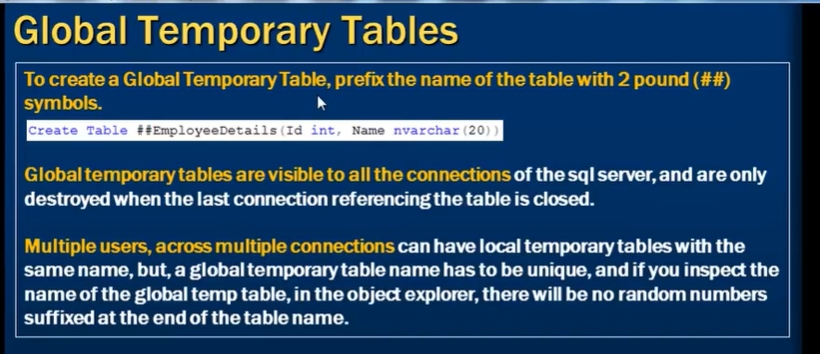 Global Temporary Tables
To create a Global Temporary Table, prefix the name of the table with 2 pound (##)
symbols.
Create Table ##EmployeeDetails(Id int, Name nvarchar(20))
Global temporary tables are visible to all the connections of the sql server, and are only
destroyed when the last connection referencing the table is closed.
Multiple users, across multiple connections can have local temporary tables with the
same name, but, a global temporary table name has to be unique, and if you inspect the
name of the global temp table, in the object explorer, there will be no random numbers
suffixed at the end of the table name.